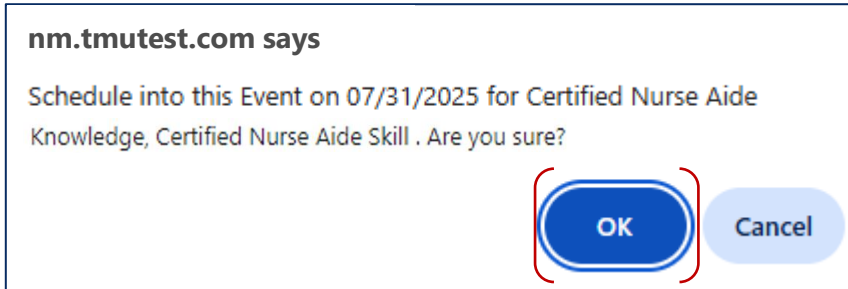 nm.tmutest.com says
Schedule into this Event on 07/31/2025 for Certified Nurse Aide
Knowledge, Certified Nurse Aide Skill . Are you sure?
OK Cancel